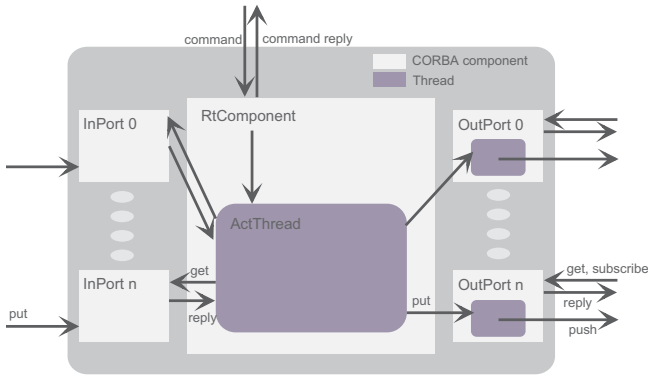 command
command reply
CORBA component
Thread
InPort 0
RtComponent
OutPort 0
ActThread
InPort n
get
reply
put
put
OutPort n
get, subscribe
reply
push